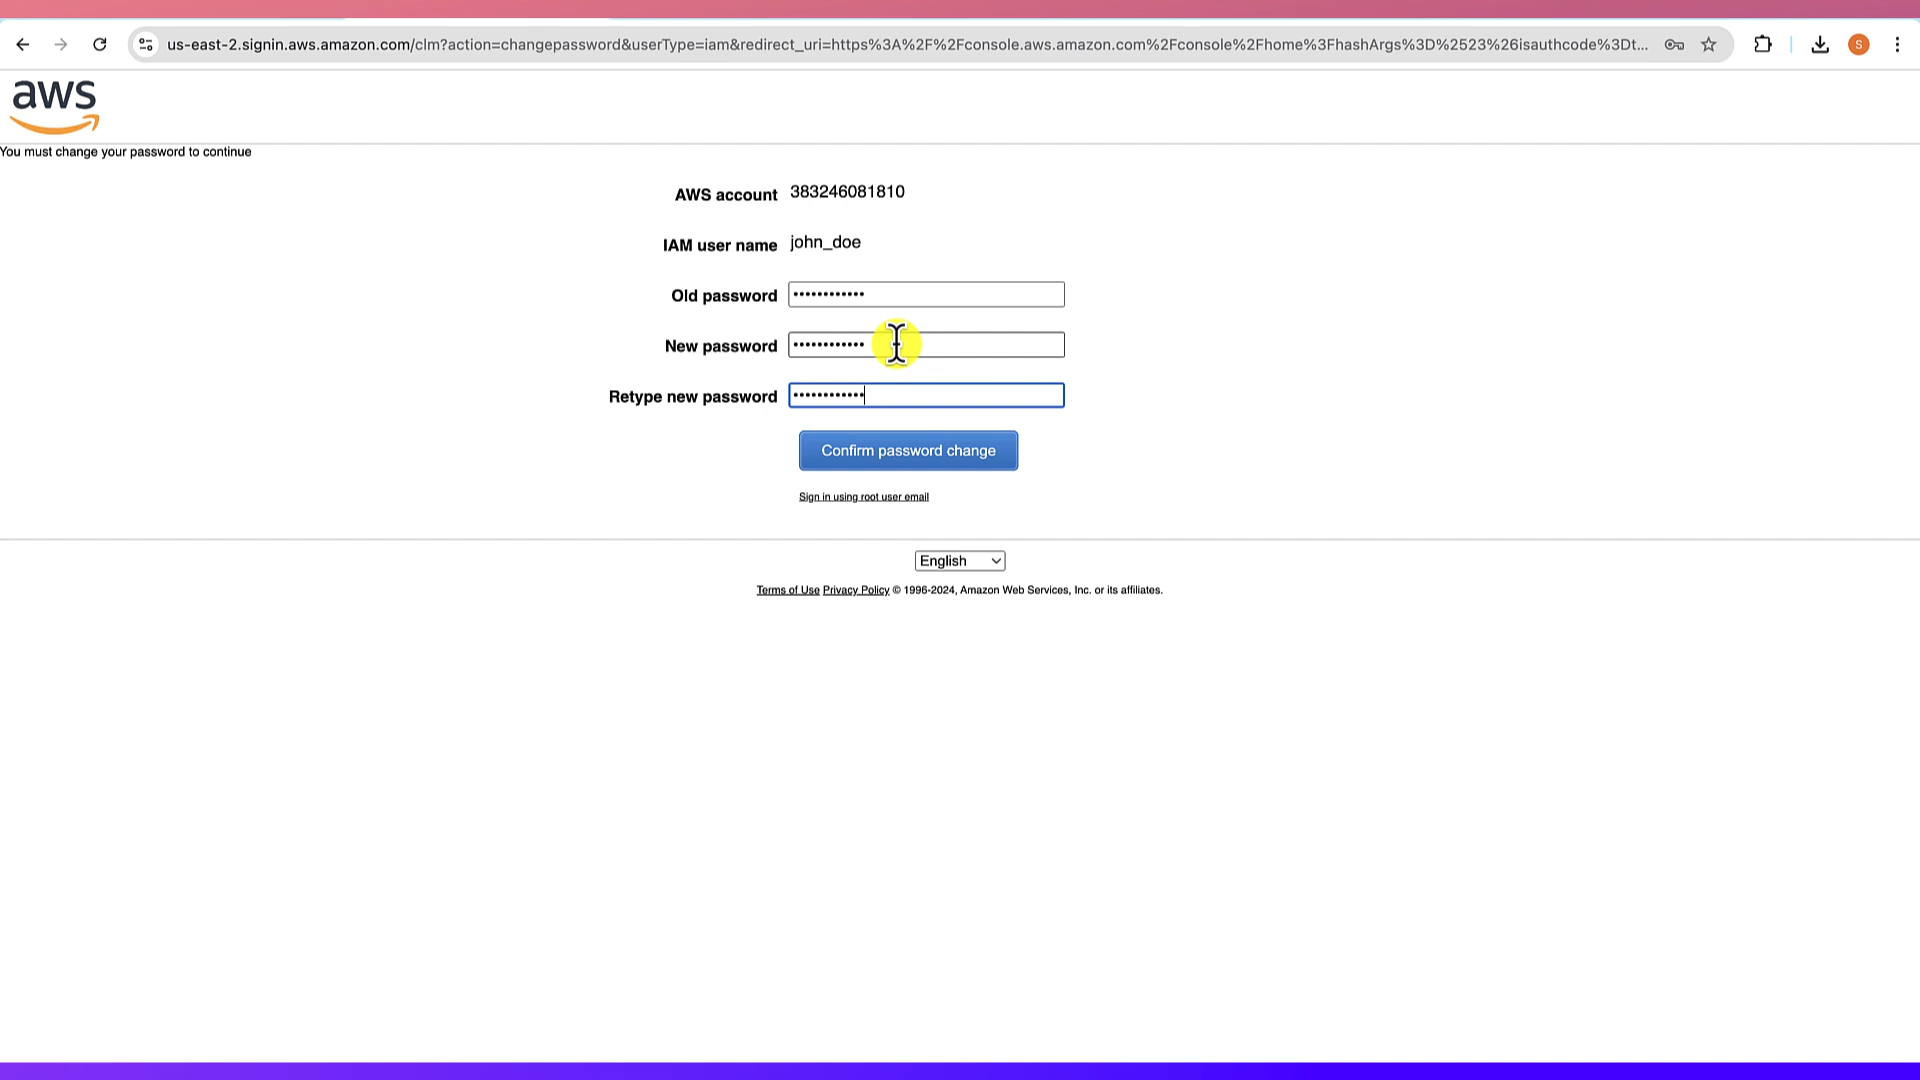 us-east-2.signin.aws.amazon.com/clm?action=changepassword&userType=iam&redirect_uri=https%3A%2F%2Fconsole.aws.amazon.com%2Fconsole%2Fhome%3FhashArgs%3D%2523%26isauthcode%3Dt...
S
aws
You must change your password to continue
AWS account 383246081810
IAM user name john_doe
Old password ••••••••••••
New password ••••••••••••
Retype new password ••••••••••••
Confirm password change
Sign in using root user email
English
Terms of Use Privacy Policy © 1996-2024, Amazon Web Services, Inc. or its affiliates.